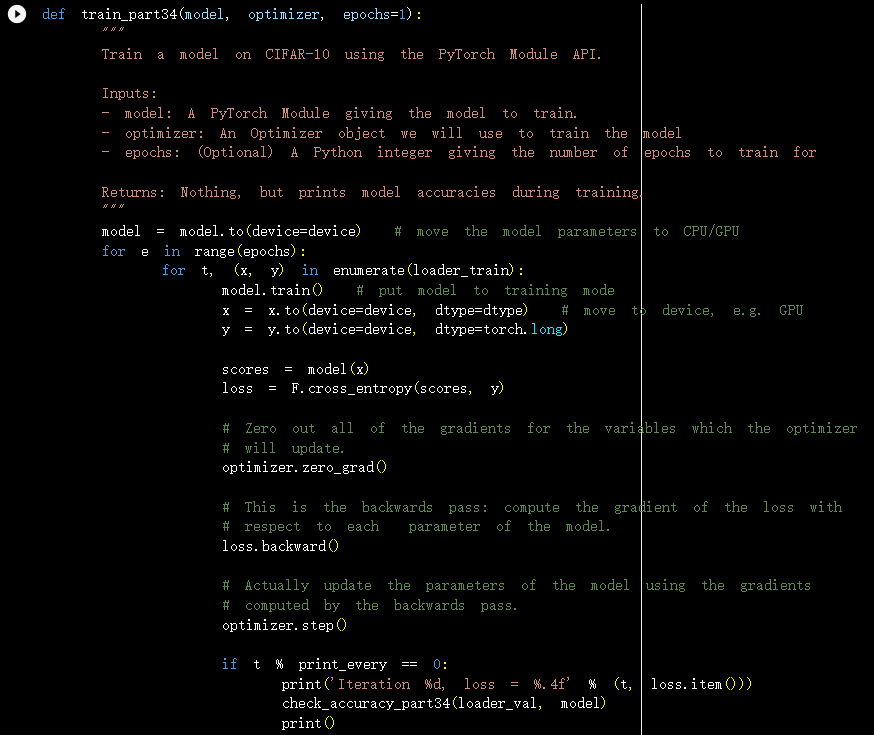 def train_part34(model, optimizer, epochs=1):
"""
Train a model on CIFAR-10 using the PyTorch Module API.
Inputs:
- model: A PyTorch Module giving the model to train.
- optimizer: An Optimizer object we will use to train the model
- epochs: (Optional) A Python integer giving the number of epochs to train for
Returns: Nothing, but prints model accuracies during training.
"""
model = model.to(device=device) # move the model parameters to CPU/GPU
for e in range(epochs):
for t, (x, y) in enumerate(loader_train):
model.train() # put model to training mode
x = x.to(device=device, dtype=dtype) # move to device, e.g. GPU
y = y.to(device=device, dtype=torch.long)
scores = model(x)
loss = F.cross_entropy(scores, y)
# Zero out all of the gradients for the variables which the optimizer
# will update.
optimizer.zero_grad()
# This is the backwards pass: compute the gradient of the loss with
# respect to each parameter of the model.
loss.backward()
# Actually update the parameters of the model using the gradients
# computed by the backwards pass.
optimizer.step()
if t % print_every == 0:
print('Iteration %d, loss = %.4f' % (t, loss.item()))
check_accuracy_part34(loader_val, model)
print()